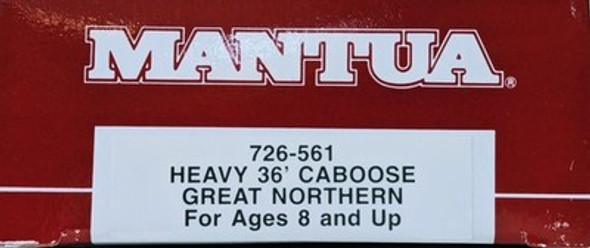 MANTUA®
726-561
HEAVY 36' CABOOSE
GREAT NORTHERN
For Ages 8 and Up